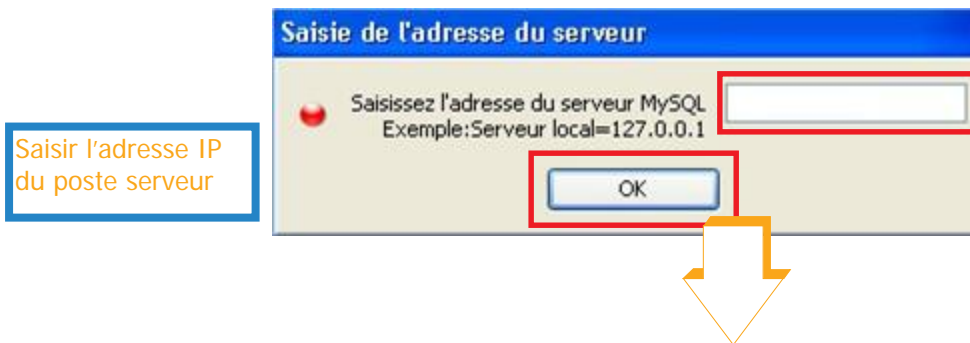 Saisie de l'adresse du serveur
Saisissez l'adresse du serveur MySQL
Exemple:Serveur local=127.0.0.1
Saisir l'adresse IP
du poste serveur
OK